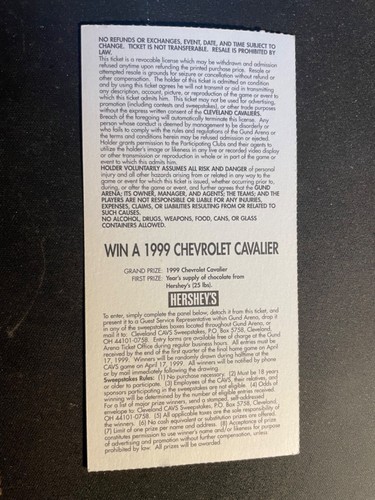 NO REFUNDS OR EXCHANGES, EVENT, DATE, AND TIME SUBJECT TO
CHANGE. TICKET IS NOT TRANSFERABLE. RESALE IS PROHIBITED BY
LAW.
This ticket is a revocable license which may be withdrawn and admission
refused anytime upon refunding the printed purchase price. Resale or
attempted resale is grounds for seizure or cancellation without refund or
other compensation. The holder of this ticket is admitted on condition
and by using this ticket agrees he will not transmit or aid in transmitting
any description, account, picture, or reproduction of the game or event to
which this ticket admits him. This ticket may not be used for advertising,
promotion (including contests and sweepstakes), or other trade purposes
without the express written consent of the CLEVELAND CAVALIERS.
Breach of the foregoing will automatically terminate this license. Any
person whose conduct is deemed by management to be disorderly or
who fails to comply with the rules and regulations of the Gund Arena or
the terms and conditions herein may be refused admission or ejected.
Holder grants permission to the Participating Clubs and their agents to
utilize the holder's image or likeness in any live or recorded video display
or other transmission or reproduction in whole or in part of the game or
event to which this admits him.
HOLDER VOLUNTARILY ASSUMES ALL RISK AND DANGER of personal
injury and all other hazards arising from or related in any way to the
game or event for which this ticket is issued, whether occurring prior to,
during, or after the game or event, and further agrees that the GUND
ARENA; ITS OWNER, MANAGER, AND AGENTS; THE TEAMS; AND THE
PLAYERS ARE NOT RESPONSIBLE OR LIABLE FOR ANY INJURIES,
EXPENSES, CLAIMS, OR LIABILITIES RESULTING FROM OR RELATED TO
SUCH CAUSES.
NO ALCOHOL, DRUGS, WEAPONS, FOOD, CANS, OR GLASS
CONTAINERS ALLOWED.
WIN A 1999 CHEVROLET CAVALIER
GRAND PRIZE: 1999 Chevrolet Cavalier
FIRST PRIZE: Year's supply of chocolate from
Hershey's (25 lbs).
HERSHEY'S
To enter, simply complete the panel below, detach it from this ticket, and
present it to a Guest Service Representative within Gund Arena, drop it
in any of the sweepstakes boxes located throughout Gund Arena, or
mail it to: Cleveland CAVS Sweepstakes, P.O. Box 5758, Cleveland,
OH 44101-0758. Entry forms are available free of charge at the Gund
Arena Ticket Office during regular business hours. All entries must be
received by the end of the first quarter of the final home game on April
17, 1999. Winners will be randomly drawn during halftime of the
CAVS game on April 17, 1999. All winners will be notified by phone
or by mail immediately following the drawing.
Sweepstakes Rules: (1) No purchase necessary. (2) Must be 18 years
or older to participate. (3) Employees of the CAVS, their relatives, and
sponsors participating in the sweepstakes are not eligible. (4) Odds of
winning will be determined by the number of eligible entries received.
For a list of major prize winners, send a stamped, self-addressed
envelope to: Cleveland CAVS Sweepstakes, P.O. Box 5758, Cleveland,
OH 44101-0758. (5) All applicable taxes are the sole responsibility of
the winners. (6) No cash equivalent or substitution prizes are offered.
(7) Limit of one prize per name and address. (8) Acceptance of prize
constitutes permission to use winner's name and/or likeness for purpose
of advertising and promotion without further compensation, unless
prohibited by law. All prizes will be awarded.